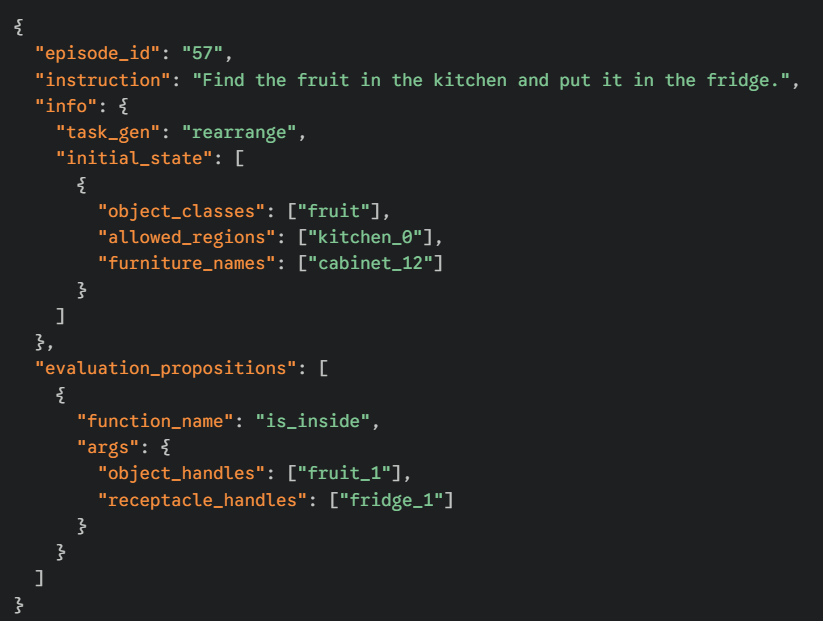 {
  "episode_id": "57",
  "instruction": "Find the fruit in the kitchen and put it in the fridge.",
  "info": {
    "task_gen": "rearrange",
    "initial_state": [
      {
        "object_classes": ["fruit"],
        "allowed_regions": ["kitchen_0"],
        "furniture_names": ["cabinet_12"]
      }
    ]
  },
  "evaluation_propositions": [
    {
      "function_name": "is_inside",
      "args": {
        "object_handles": ["fruit_1"],
        "receptacle_handles": ["fridge_1"]
      }
    }
  ]
}